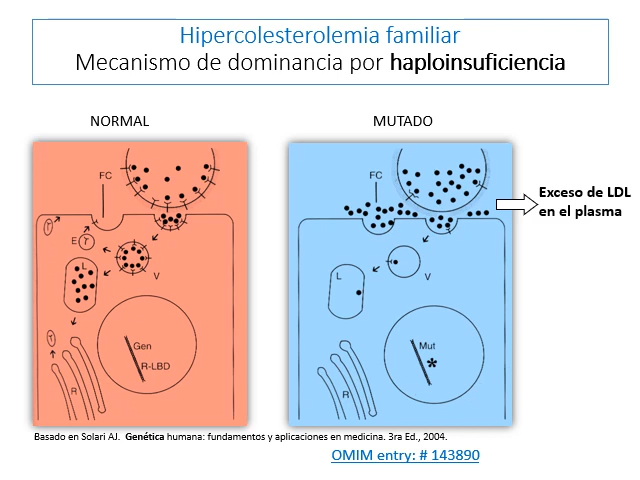 Hipercolesterolemia familiar
Mecanismo de dominancia por haploinsuficiencia
NORMAL
MUTADO
FC
E
L
V
Gen
R-LBD
R
FC
L
V
Mut
*
R
Exceso de LDL
en el plasma
Basado en Solari AJ. Genética humana: fundamentos y aplicaciones en medicina. 3ra Ed., 2004.
OMIM entry: # 143890